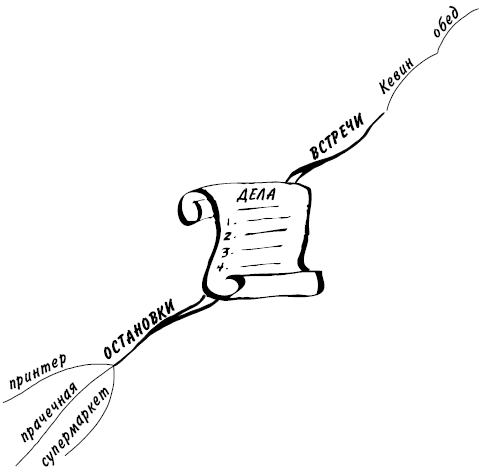 обед
Кевин
ВСТРЕЧИ
ДЕЛА
1.
2.
3.
4.
ОСТАНОВКИ
принтер
прачечная
супермаркет